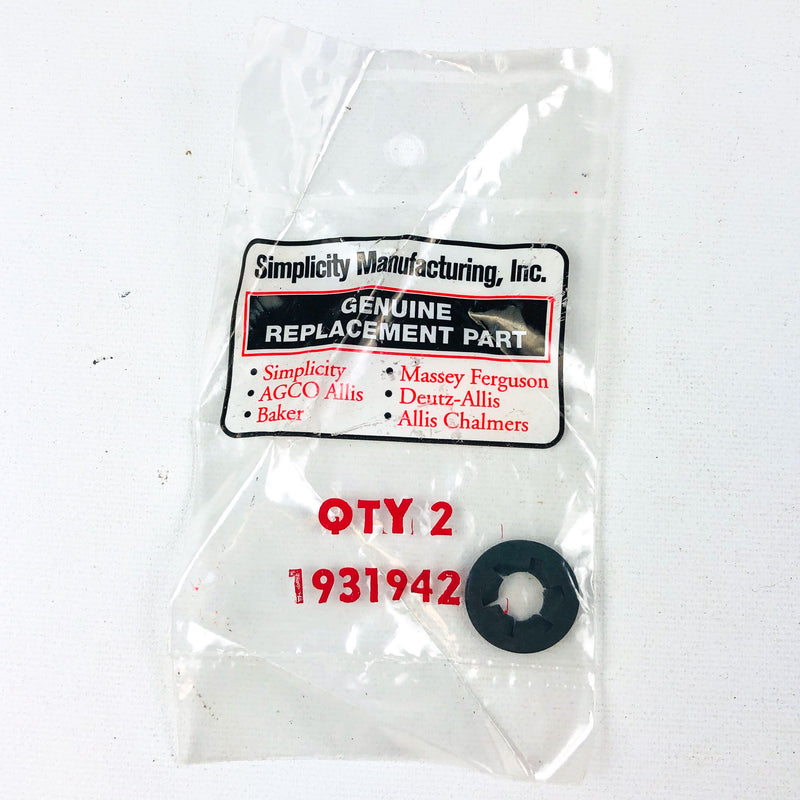 Simplicity Manufacturing, Inc.
GENUINE
REPLACEMENT PART
• Simplicity • Massey Ferguson
• AGCO Allis • Deutz-Allis
• Baker • Allis Chalmers
QTY 2
1931942